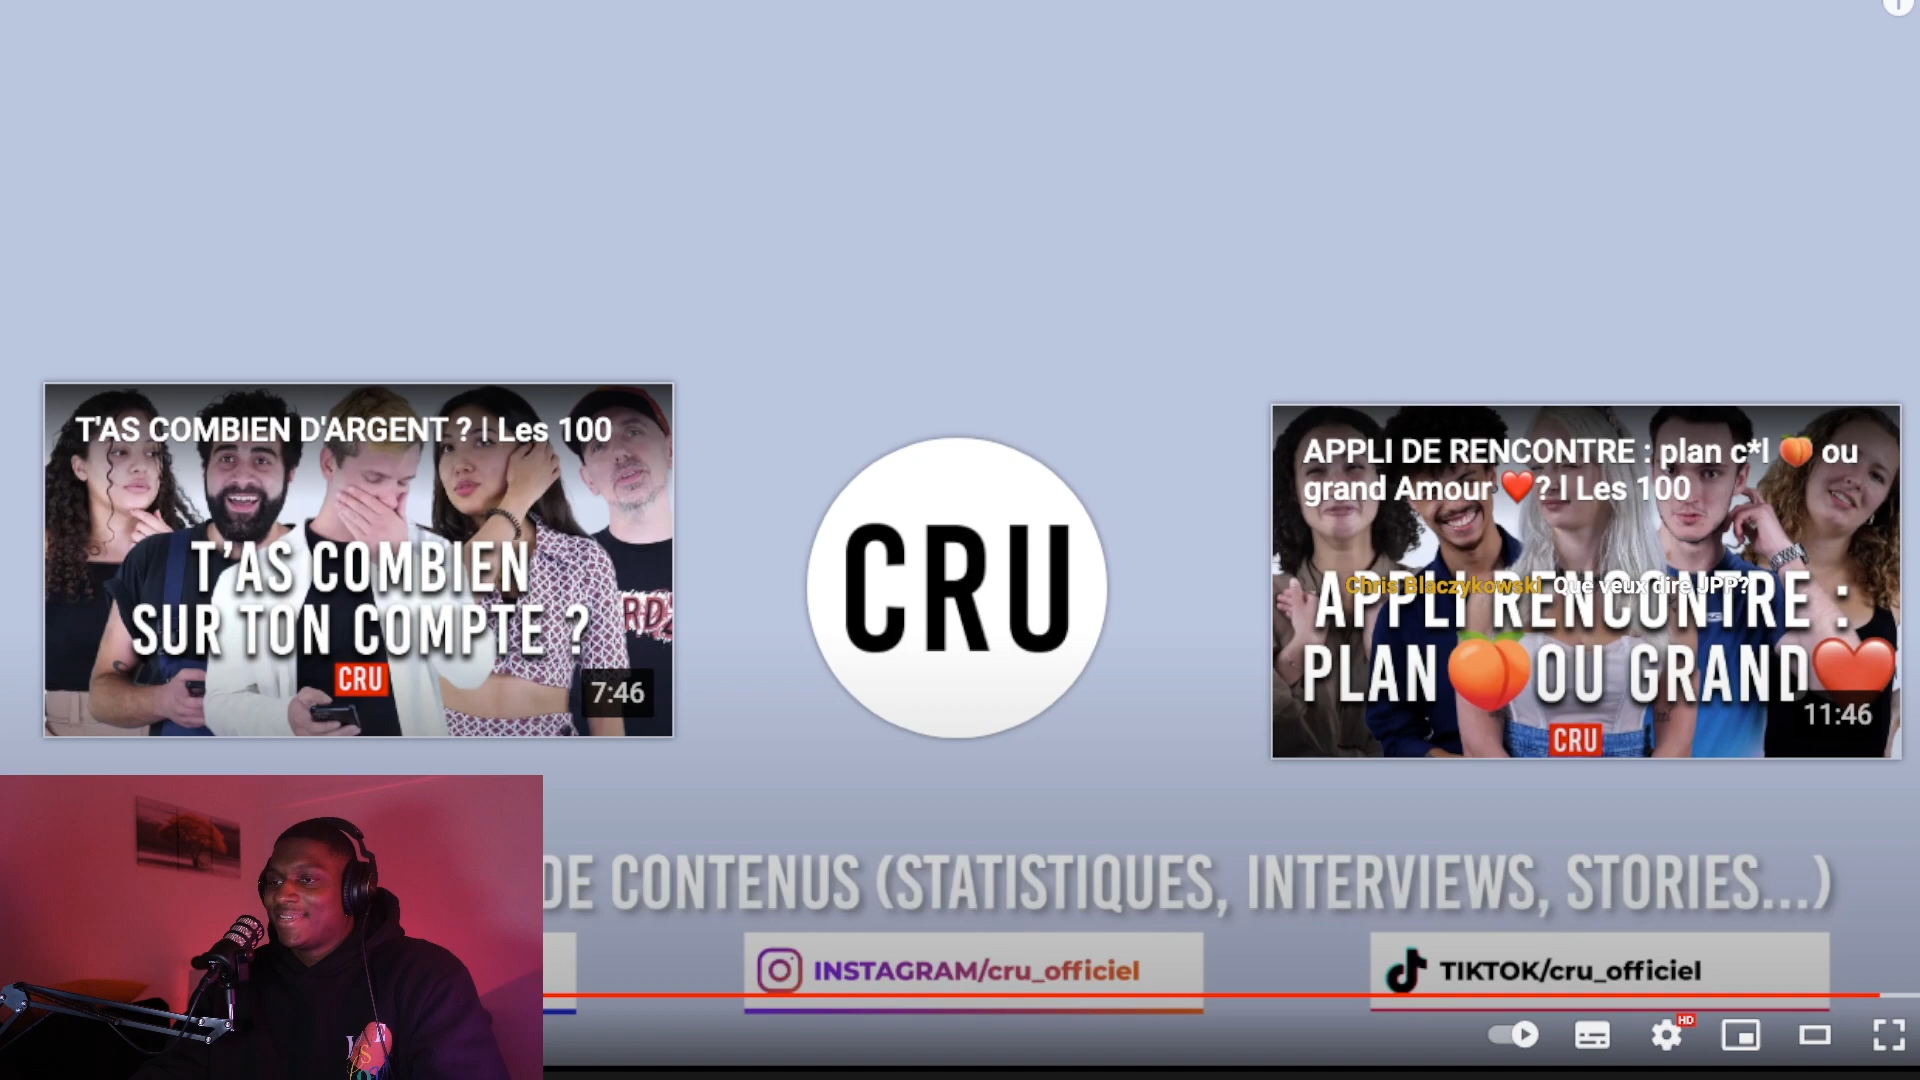 T'AS COMBIEN D'ARGENT ? | Les 100
T'AS COMBIEN
SUR TON COMPTE ?
CRU
7:46
CRU
APPLI DE RENCONTRE : plan c*l 🍑 ou
grand Amour ❤️? | Les 100
Chris Blaczykowski Que veux dire JPP?
APPLI RENCONTRE :
PLAN 🍑 OU GRAND ❤️
11:46
CRU
DE CONTENUS (STATISTIQUES, INTERVIEWS, STORIES...)
INSTAGRAM/cru_officiel
TIKTOK/cru_officiel
HD